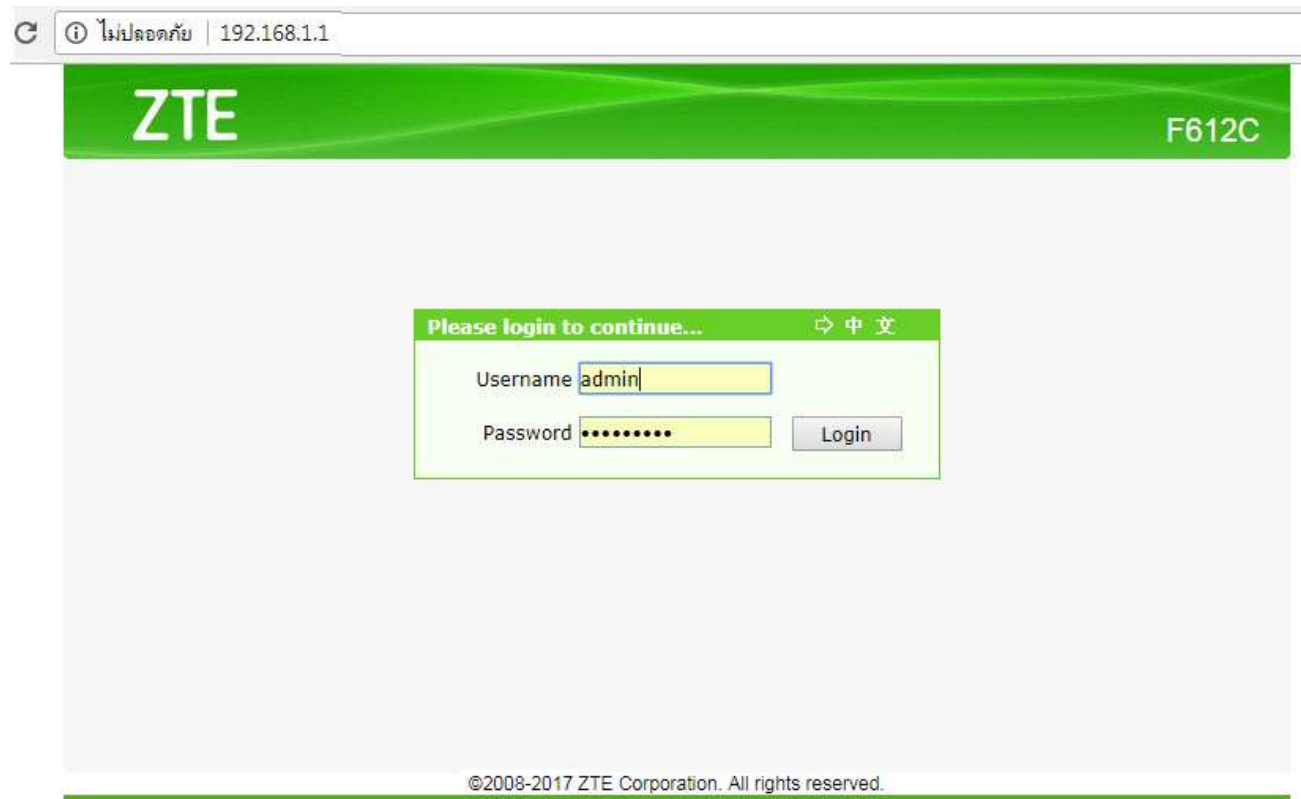 ไม่ปลอดภัย | 192.168.1.1
ZTE
F612C
Please login to continue... ⇨ 中 文
Username admin
Password ••••••••• Login
©2008-2017 ZTE Corporation. All rights reserved.